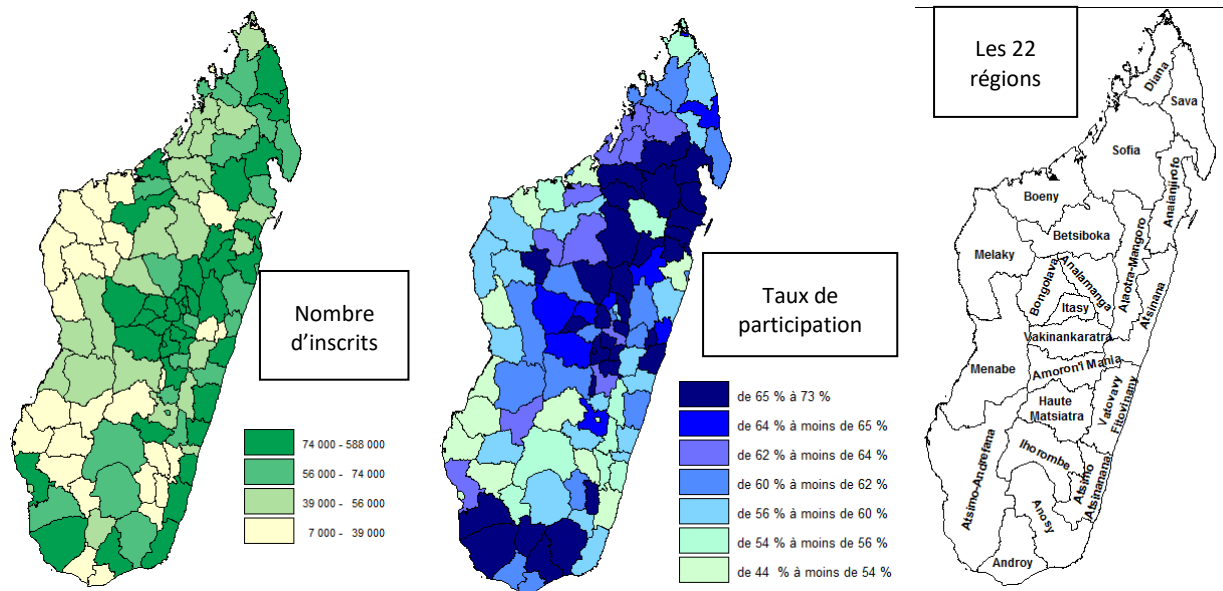 Nombre
d’inscrits
74 000 - 588 000
56 000 - 74 000
39 000 - 56 000
7 000 - 39 000
Taux de
participation
de 65 % à 73 %
de 64 % à moins de 65 %
de 62 % à moins de 64 %
de 60 % à moins de 62 %
de 56 % à moins de 60 %
de 54 % à moins de 56 %
de 44 % à moins de 54 %
Les 22
régions
Diana
Sava
Sofia
Analanjirofo
Boeny
Betsiboka
Melaky
Alaotra-Mangoro
Bongolava
Analamanga
Itasy
Atsinana
Vakinankaratra
Menabe
Amoron'I Mania
Haute
Matsiatra
Vatovavy
Fitovinany
Ihorombe
Atsimo-Andrefana
Atsimo
Atsinanana
Anosy
Androy